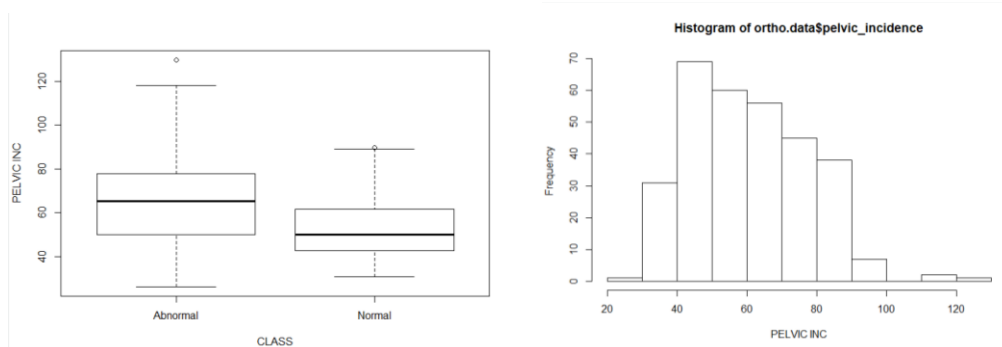 PELVIC INC
120
100
80
60
40
Abnormal
Normal
CLASS
Histogram of ortho.data$pelvic_incidence
Frequency
70
60
50
40
30
20
10
0
20
40
60
80
100
120
PELVIC INC